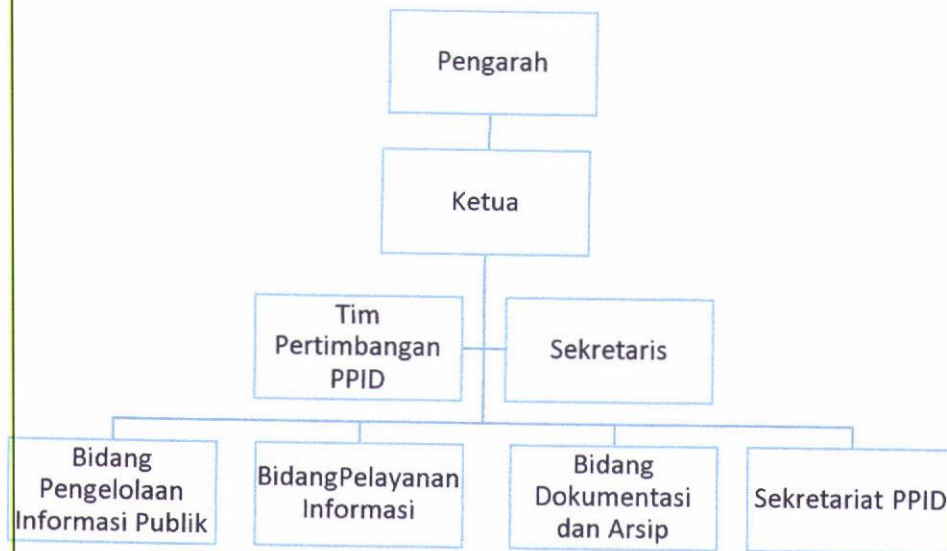 Pengarah
Ketua
Tim
Pertimbangan
PPID
Sekretaris
Bidang
Pengelolaan
Informasi Publik
BidangPelayanan
Informasi
Bidang
Dokumentasi
dan Arsip
Sekretariat PPID